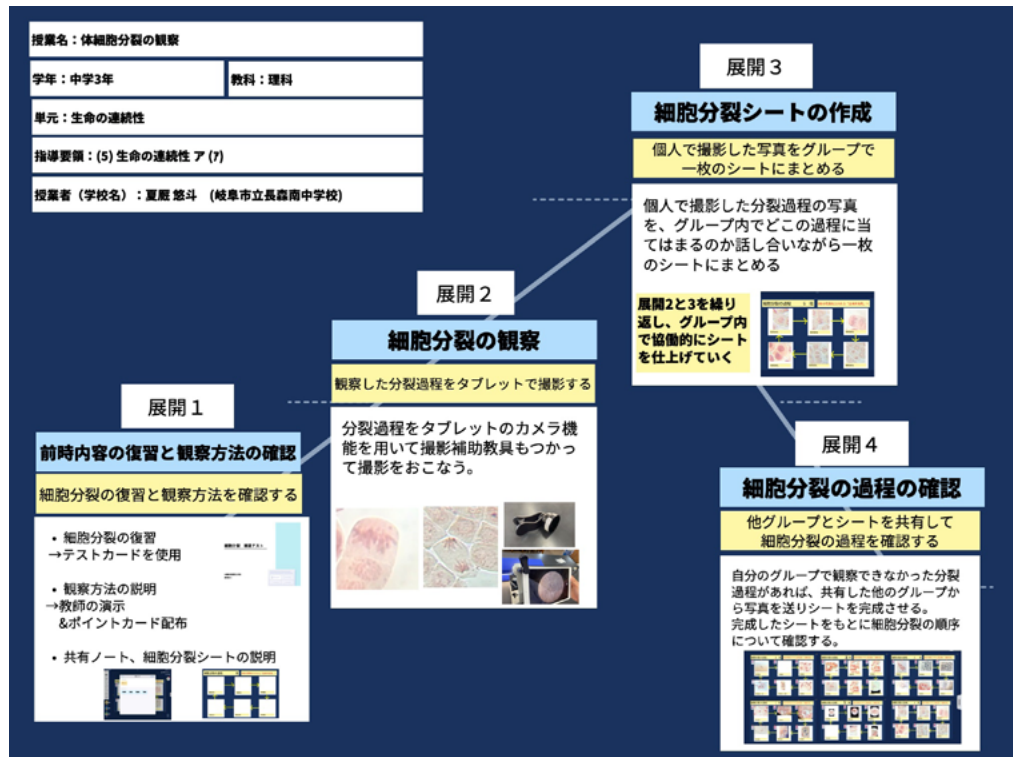 授業名:体細胞分裂の観察
学年:中学3年
教科:理科
単元:生命の連続性
指導要領:(5) 生命の連続性 ア (ｱ)
授業者(学校名):夏厩 悠斗 (岐阜市立長森南中学校)
展開1
前時内容の復習と観察方法の確認
細胞分裂の復習と観察方法を確認する
・細胞分裂の復習
→テストカードを使用
・観察方法の説明
→教師の演示
&ポイントカード配布
・共有ノート、細胞分裂シートの説明
展開2
細胞分裂の観察
観察した分裂過程をタブレットで撮影する
分裂過程をタブレットのカメラ機
能を用いて撮影補助教具もつかっ
て撮影をおこなう。
展開3
細胞分裂シートの作成
個人で撮影した写真をグループで
一枚のシートにまとめる
個人で撮影した分裂過程の写真
を、グループ内でどこの過程に当
てはまるのか話し合いながら一枚
のシートにまとめる
展開2と3を繰り
返し、グループ内
で協働的にシート
を仕上げていく
展開4
細胞分裂の過程の確認
他グループとシートを共有して
細胞分裂の過程を確認する
自分のグループで観察できなかった分裂
過程があれば、共有した他のグループか
ら写真を送りシートを完成させる。
完成したシートをもとに細胞分裂の順序
について確認する。